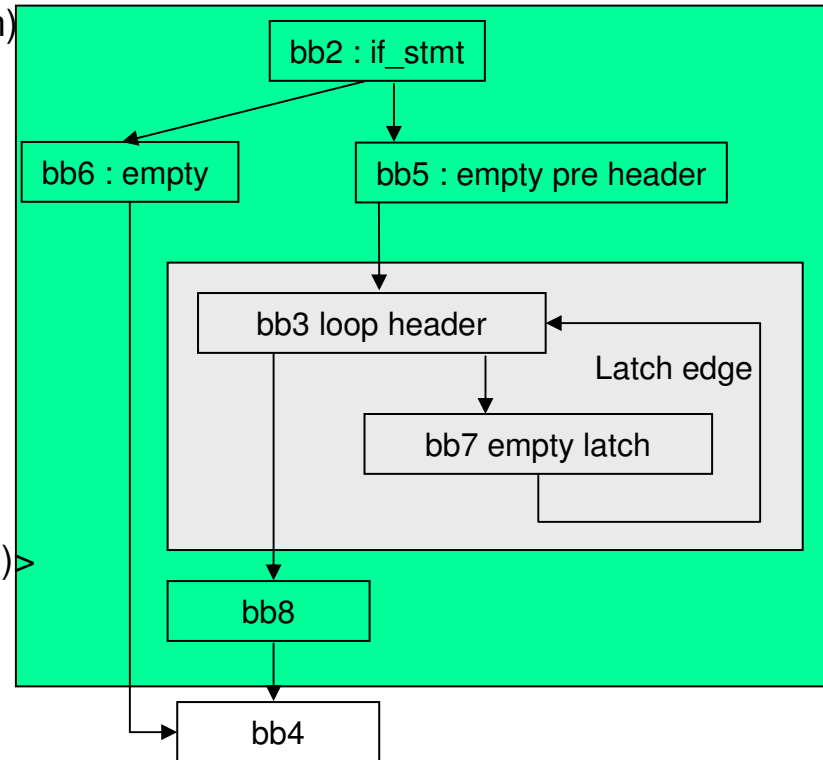 n)
bb2 : if_stmt
bb6 : empty
bb5 : empty pre header
bb3 loop header
Latch edge
bb7 empty latch
)>
bb8
bb4